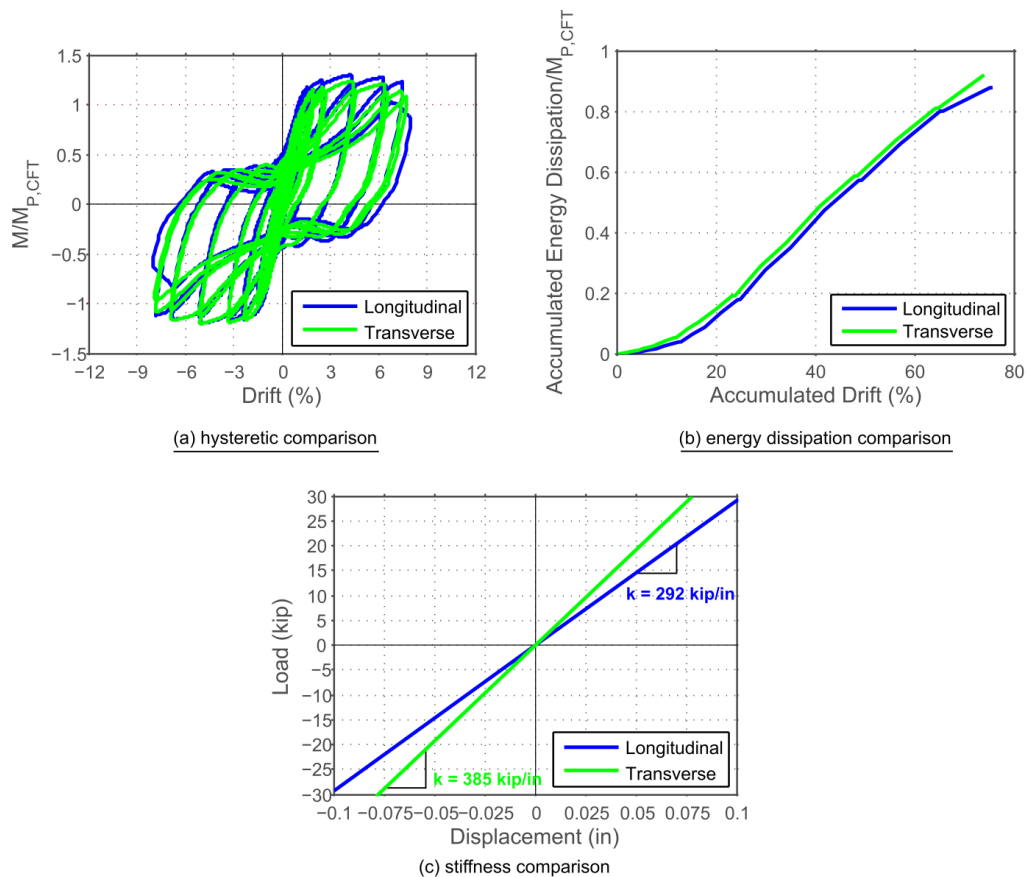 1.5
1
0.5
0
−0.5
−1
−1.5
−12 −9 −6 −3 0 3 6 9 12
M/M_P,CFT
Drift (%)
Longitudinal
Transverse
(a) hysteretic comparison
1
0.8
0.6
0.4
0.2
0
0 20 40 60 80
Accumulated Energy Dissipation/M_P,CFT
Accumulated Drift (%)
Longitudinal
Transverse
(b) energy dissipation comparison
30
25
20
15
10
5
0
−5
−10
−15
−20
−25
−30
−0.1 −0.075 −0.05 −0.025 0 0.025 0.05 0.075 0.1
Load (kip)
Displacement (in)
k = 292 kip/in
k = 385 kip/in
Longitudinal
Transverse
(c) stiffness comparison